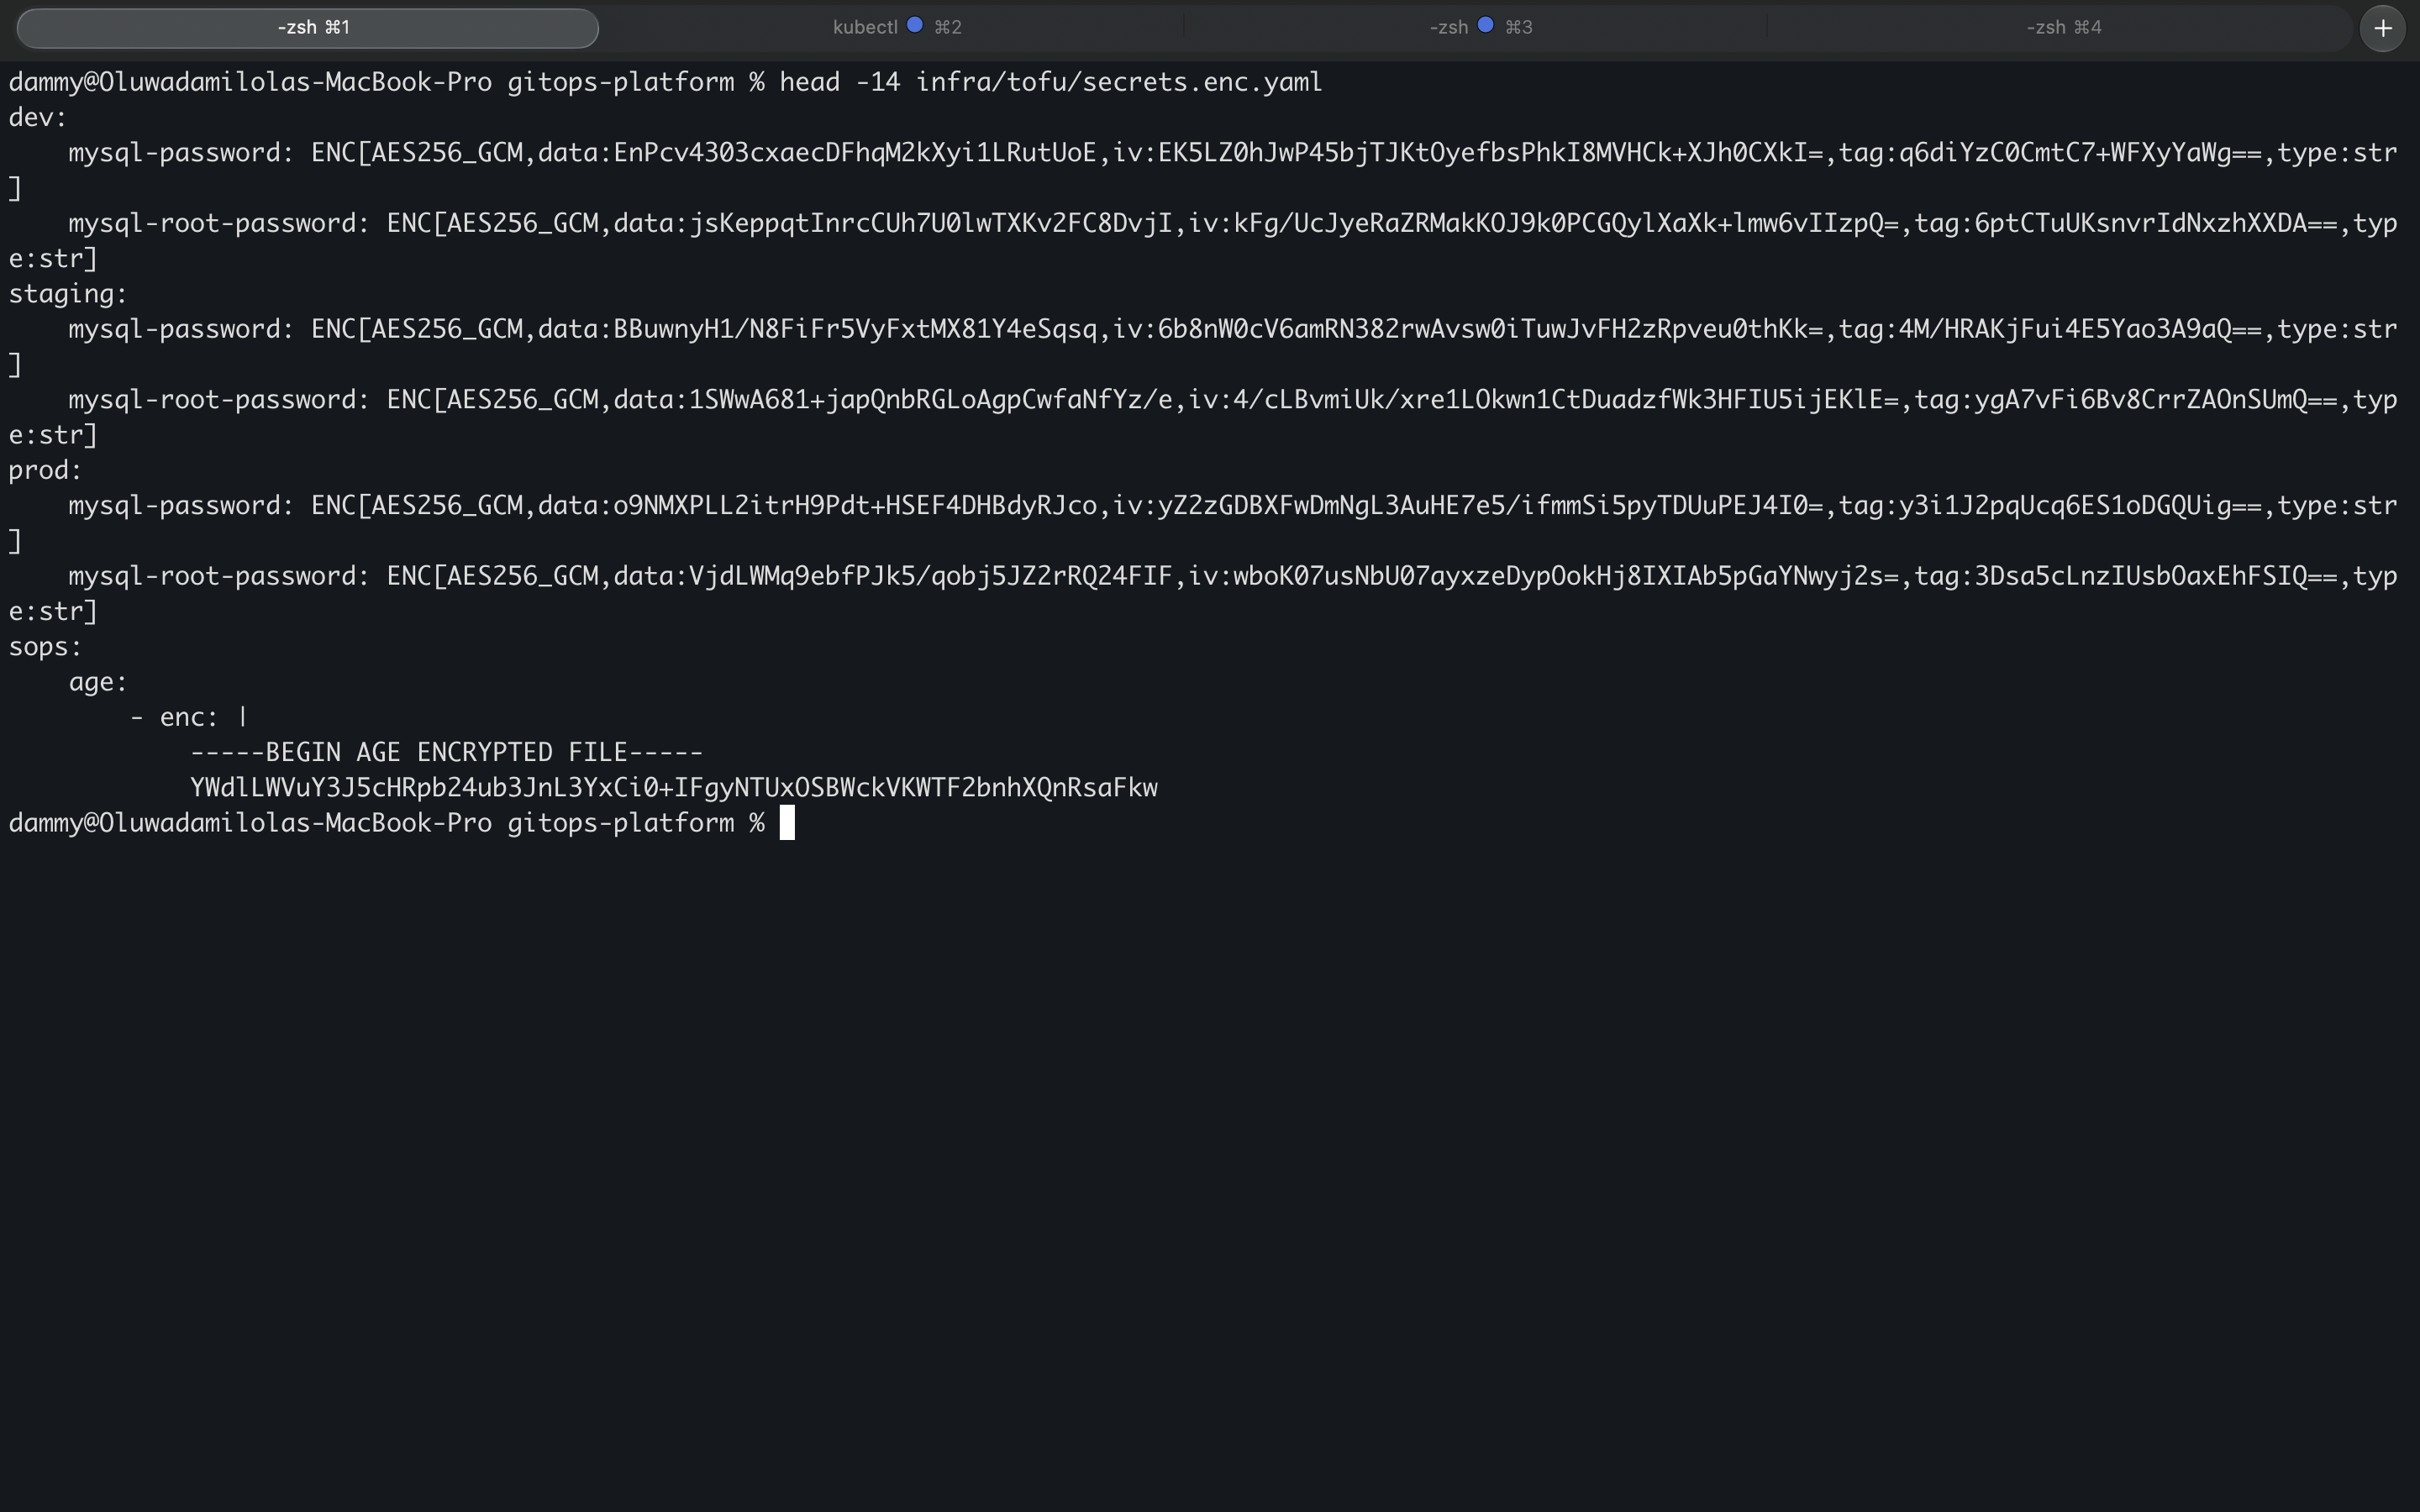 -zsh ⌘1
kubectl ⌘2
-zsh ⌘3
-zsh ⌘4
+
dammy@Oluwadamilolas-MacBook-Pro gitops-platform % head -14 infra/tofu/secrets.enc.yaml
dev:
    mysql-password: ENC[AES256_GCM,data:EnPcv4303cxaecDFhqM2kXyi1LRutUoE,iv:EK5LZ0hJwP45bjTJKtOyefbsPhkI8MVHCk+XJh0CXkI=,tag:q6diYzC0CmtC7+WFXyYaWg==,type:str
]
    mysql-root-password: ENC[AES256_GCM,data:jsKeppqtInrcCUh7U0lwTXKv2FC8DvjI,iv:kFg/UcJyeRaZRMakKOJ9k0PCGQylXaXk+lmw6vIIzpQ=,tag:6ptCTuUKsnvrIdNxzhXXDA==,typ
e:str]
staging:
    mysql-password: ENC[AES256_GCM,data:BBuwnyH1/N8FiFr5VyFxtMX81Y4eSqsq,iv:6b8nW0cV6amRN382rwAvsw0iTuwJvFH2zRpveu0thKk=,tag:4M/HRAKjFui4E5Yao3A9aQ==,type:str
]
    mysql-root-password: ENC[AES256_GCM,data:1SWwA681+japQnbRGLoAgpCwfaNfYz/e,iv:4/cLBvmiUk/xre1LOkwn1CtDuadzfWk3HFIU5ijEKlE=,tag:ygA7vFi6Bv8CrrZAOnSUmQ==,typ
e:str]
prod:
    mysql-password: ENC[AES256_GCM,data:o9NMXPLL2itrH9Pdt+HSEF4DHBdyRJco,iv:yZ2zGDBXFwDmNgL3AuHE7e5/ifmmSi5pyTDUuPEJ4I0=,tag:y3i1J2pqUcq6ES1oDGQUig==,type:str
]
    mysql-root-password: ENC[AES256_GCM,data:VjdLWMq9ebfPJk5/qobj5JZ2rRQ24FIF,iv:wboK07usNbU07ayxzeDypOokHj8IXIAb5pGaYNwyj2s=,tag:3Dsa5cLnzIUsbOaxEhFSIQ==,typ
e:str]
sops:
    age:
        - enc: |
            -----BEGIN AGE ENCRYPTED FILE-----
            YWdlLWVuY3J5cHRpb24ub3JnL3YxCi0+IFgyNTUxOSBWckVKWTF2bnhXQnRsaFkw
dammy@Oluwadamilolas-MacBook-Pro gitops-platform %